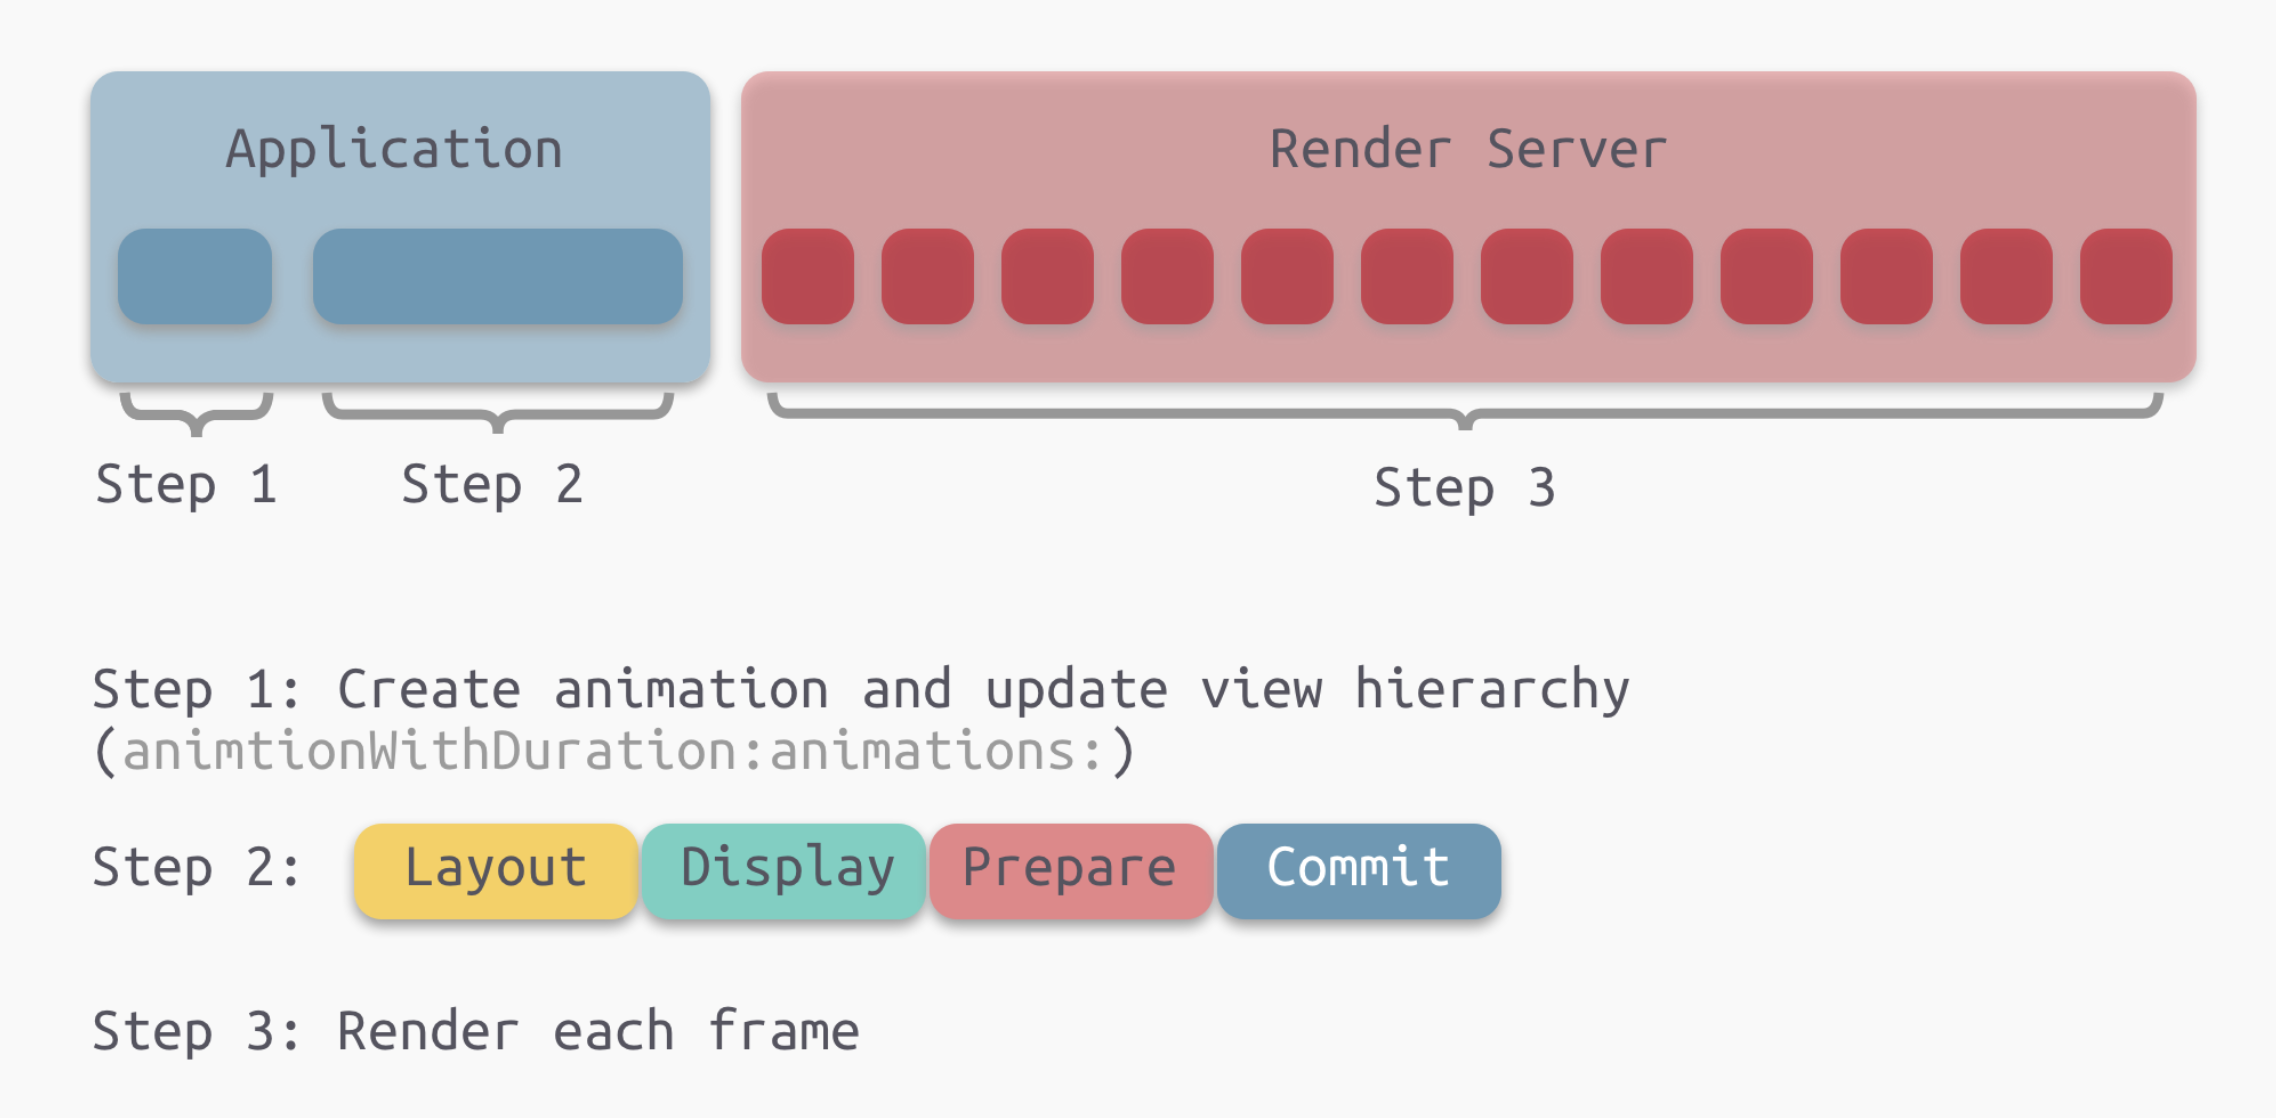 Application
Render Server
Step 1
Step 2
Step 3
Step 1: Create animation and update view hierarchy
(animtionWithDuration:animations:)
Step 2: Layout Display Prepare Commit
Step 3: Render each frame